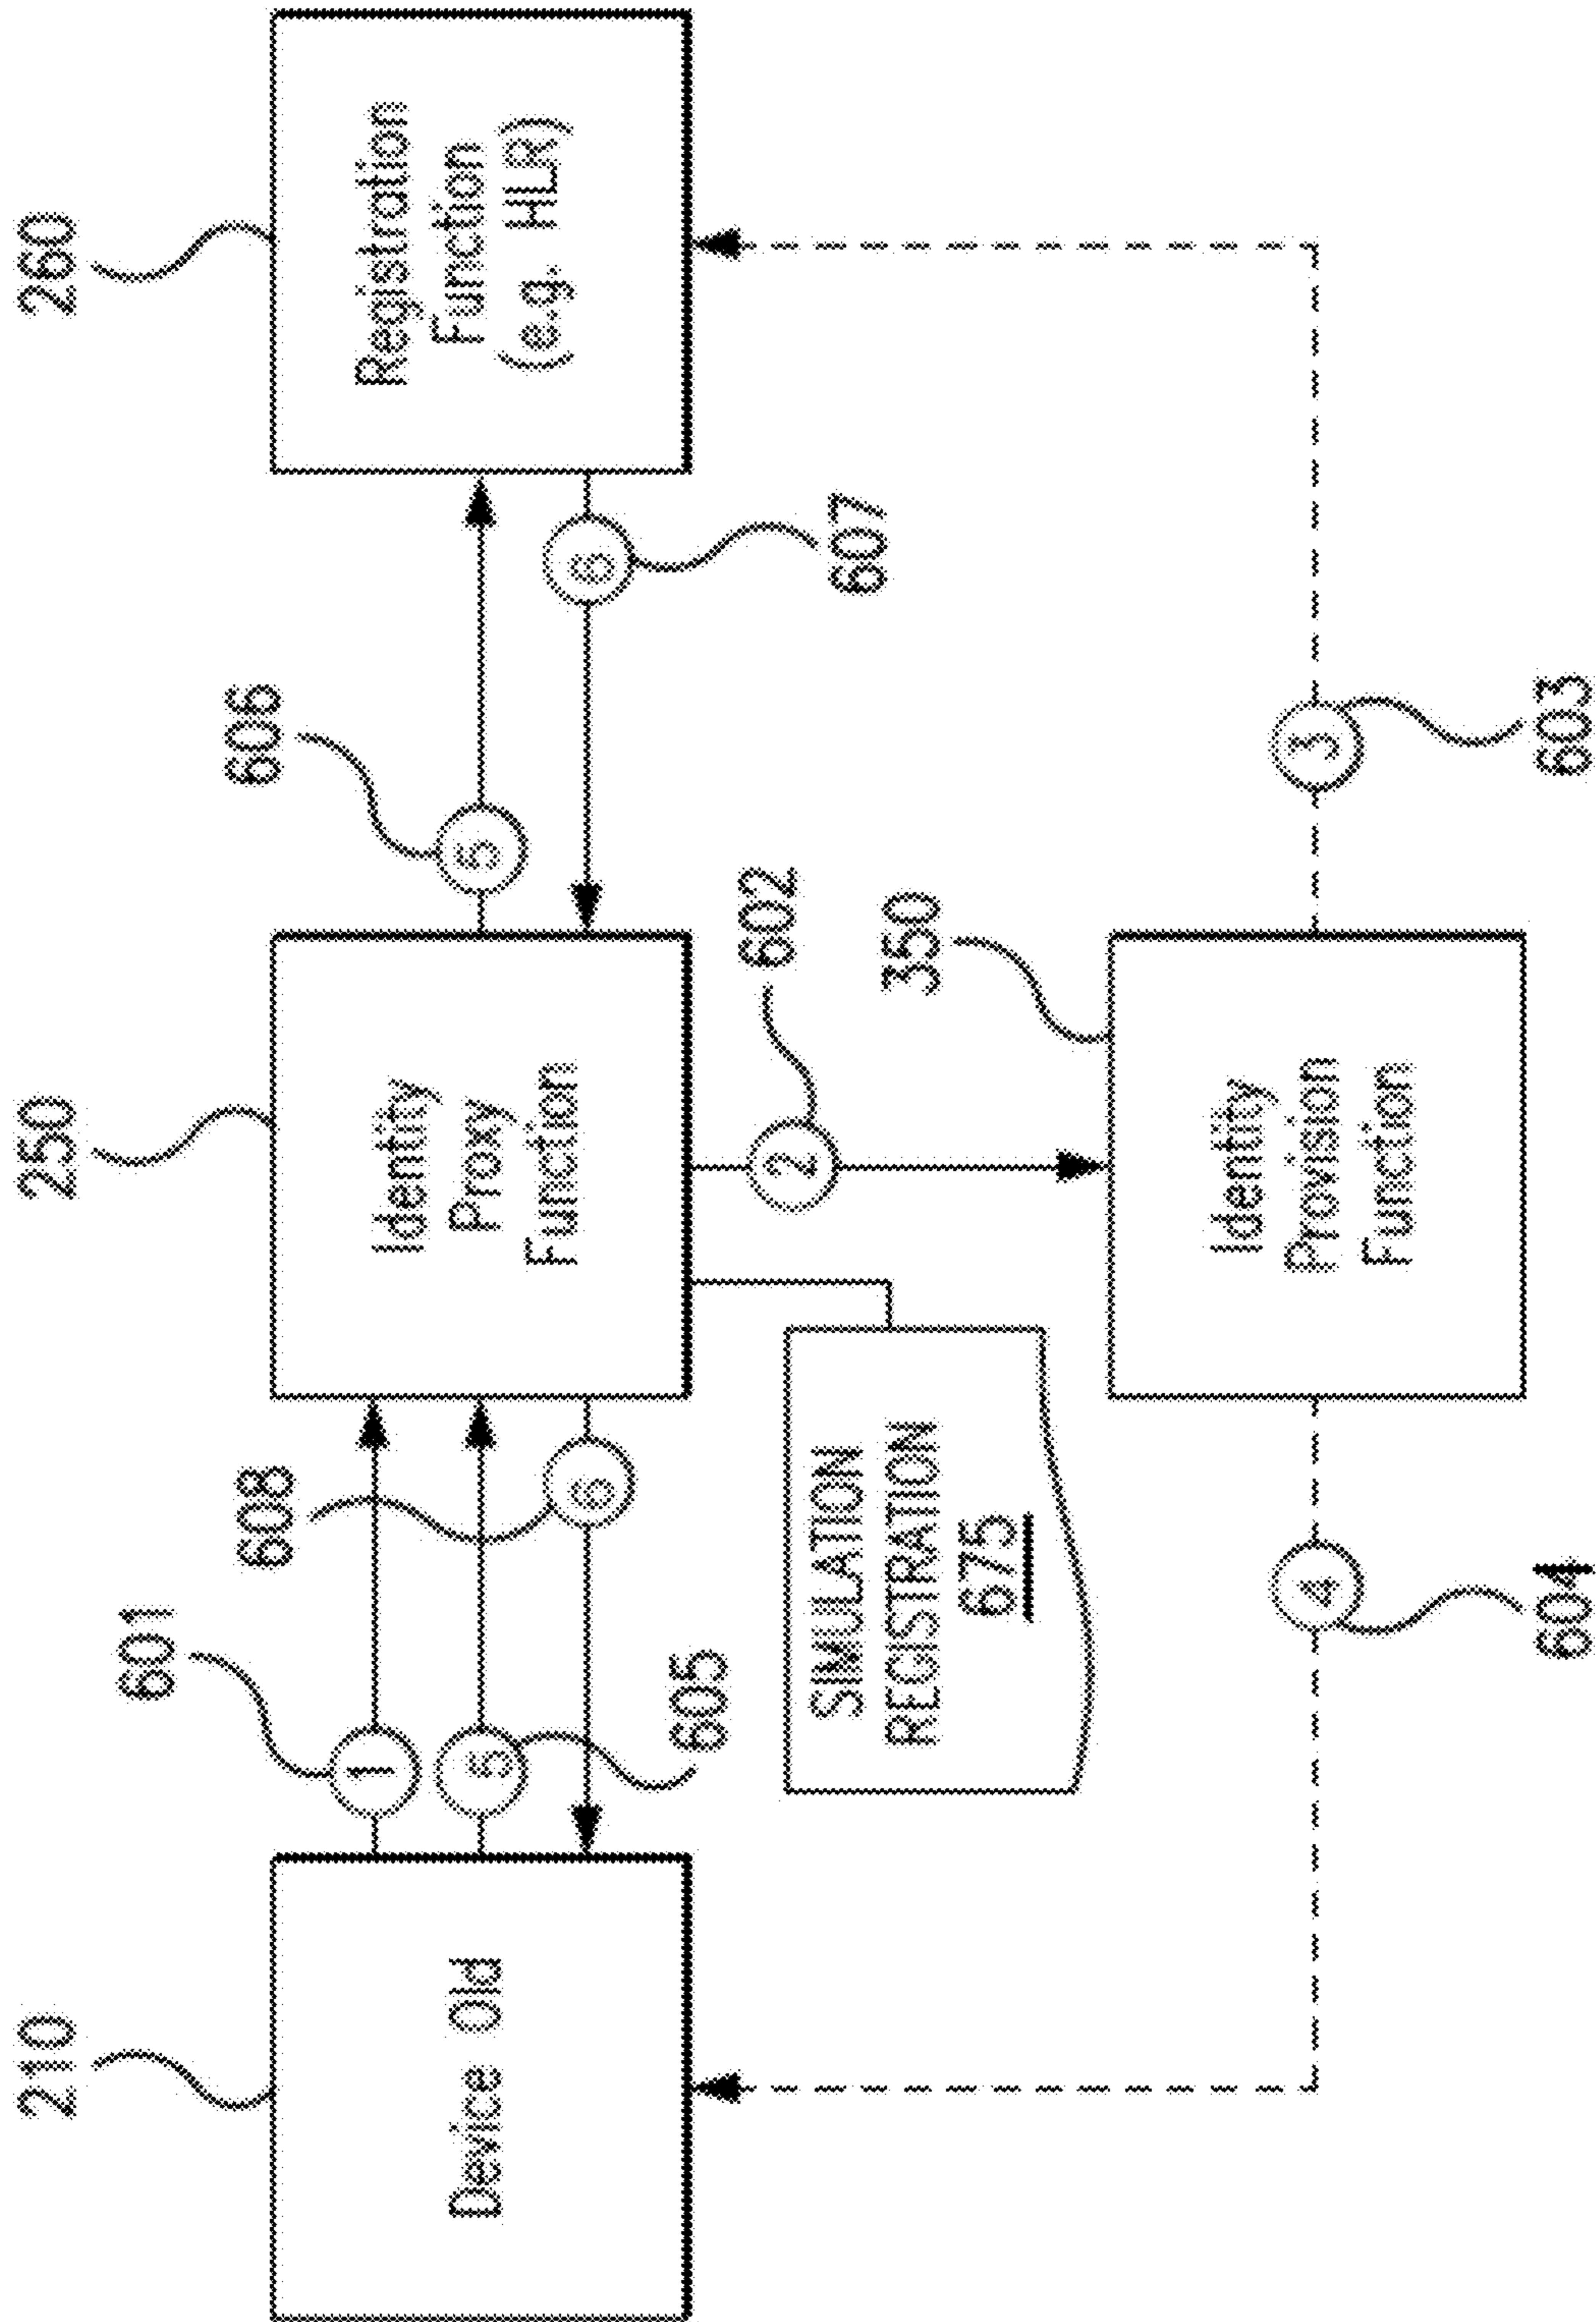 210
250
260
601
608
606
Device Old
1
5
6
Identity
Proxy
Function
5
6
Registration
Function
(e.g. HLR)
605
607
SIMULATION
REGISTRATION
675
2
602
350
Identity
Provision
Function
4
3
604
603